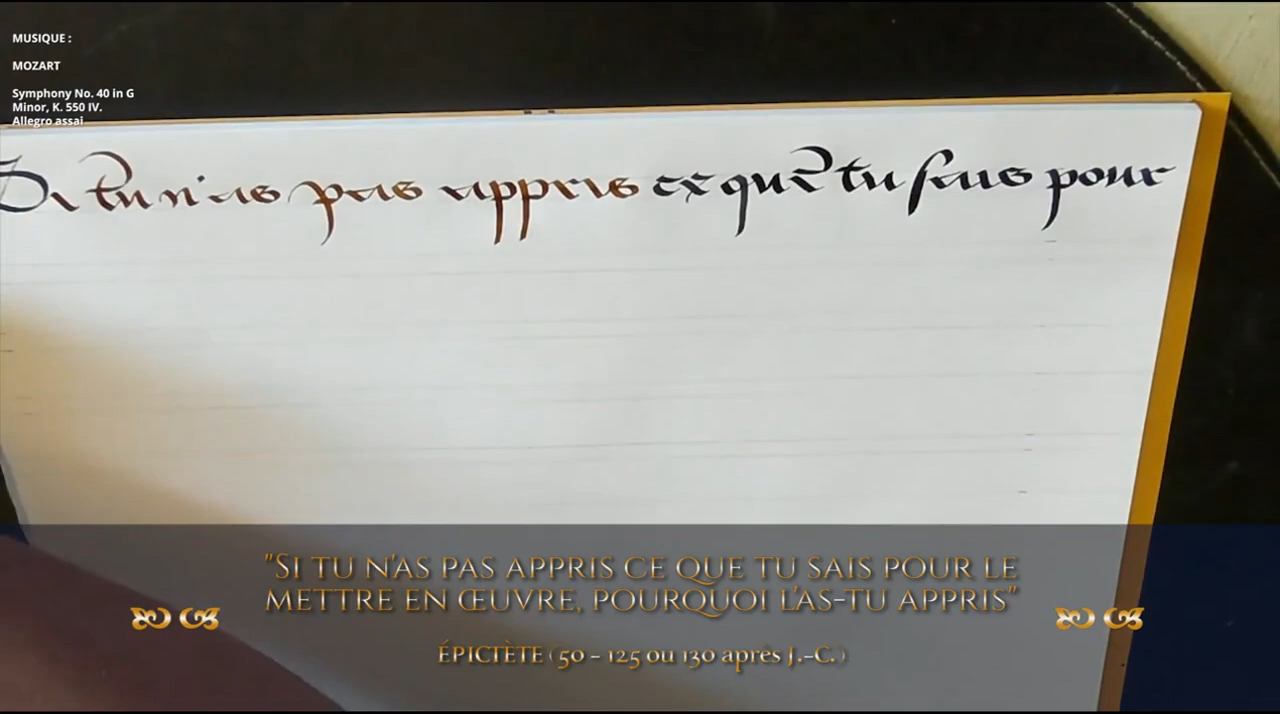 MUSIQUE :
MOZART
Symphony No. 40 in G
Minor, K. 550 IV.
Allegro assai
Si tu n'as pas appris ce que tu sais pour
"SI TU N'AS PAS APPRIS CE QUE TU SAIS POUR LE
METTRE EN ŒUVRE, POURQUOI L'AS-TU APPRIS"
ÉPICTÈTE (50 - 125 ou 130 après J.-C.)